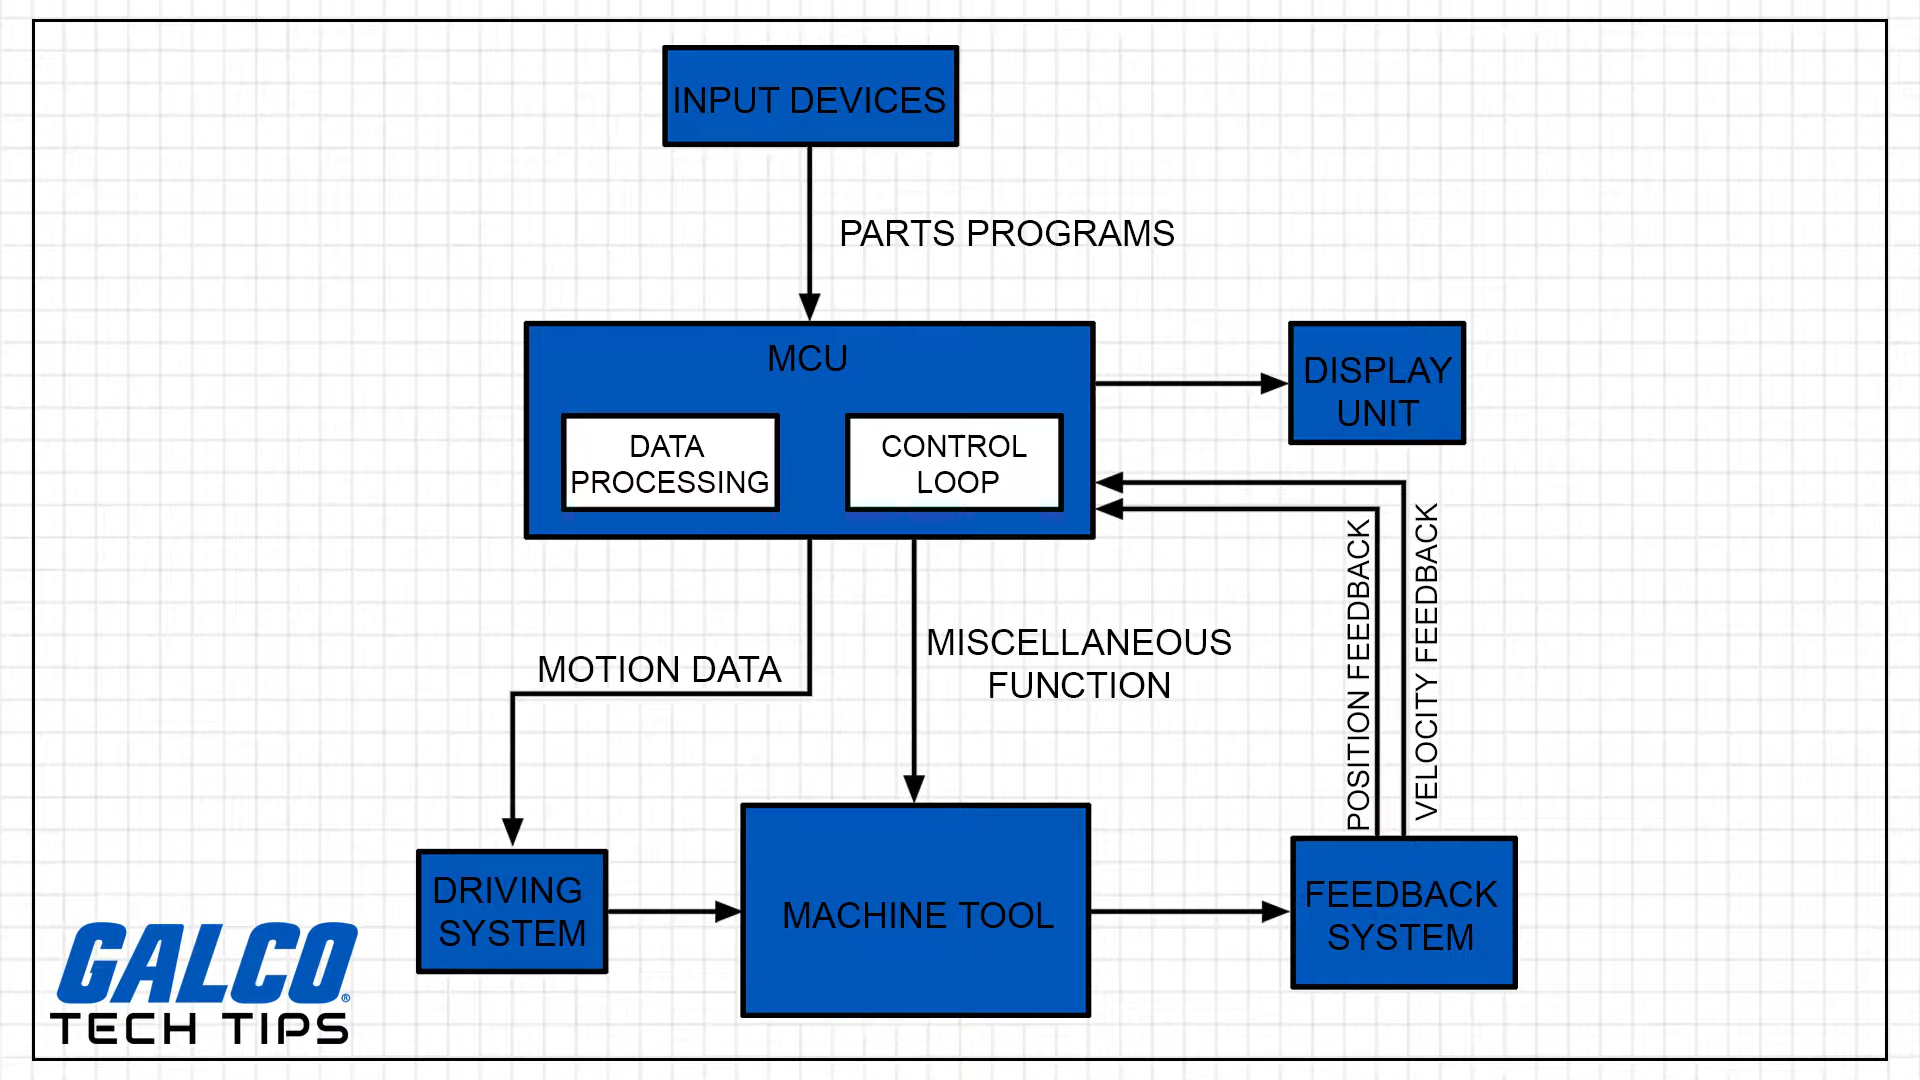 INPUT DEVICES
PARTS PROGRAMS
MCU
DATA
PROCESSING
CONTROL
LOOP
DISPLAY
UNIT
MOTION DATA
MISCELLANEOUS
FUNCTION
POSITION FEEDBACK
VELOCITY FEEDBACK
DRIVING
SYSTEM
MACHINE TOOL
FEEDBACK
SYSTEM
GALCO®
TECH TIPS